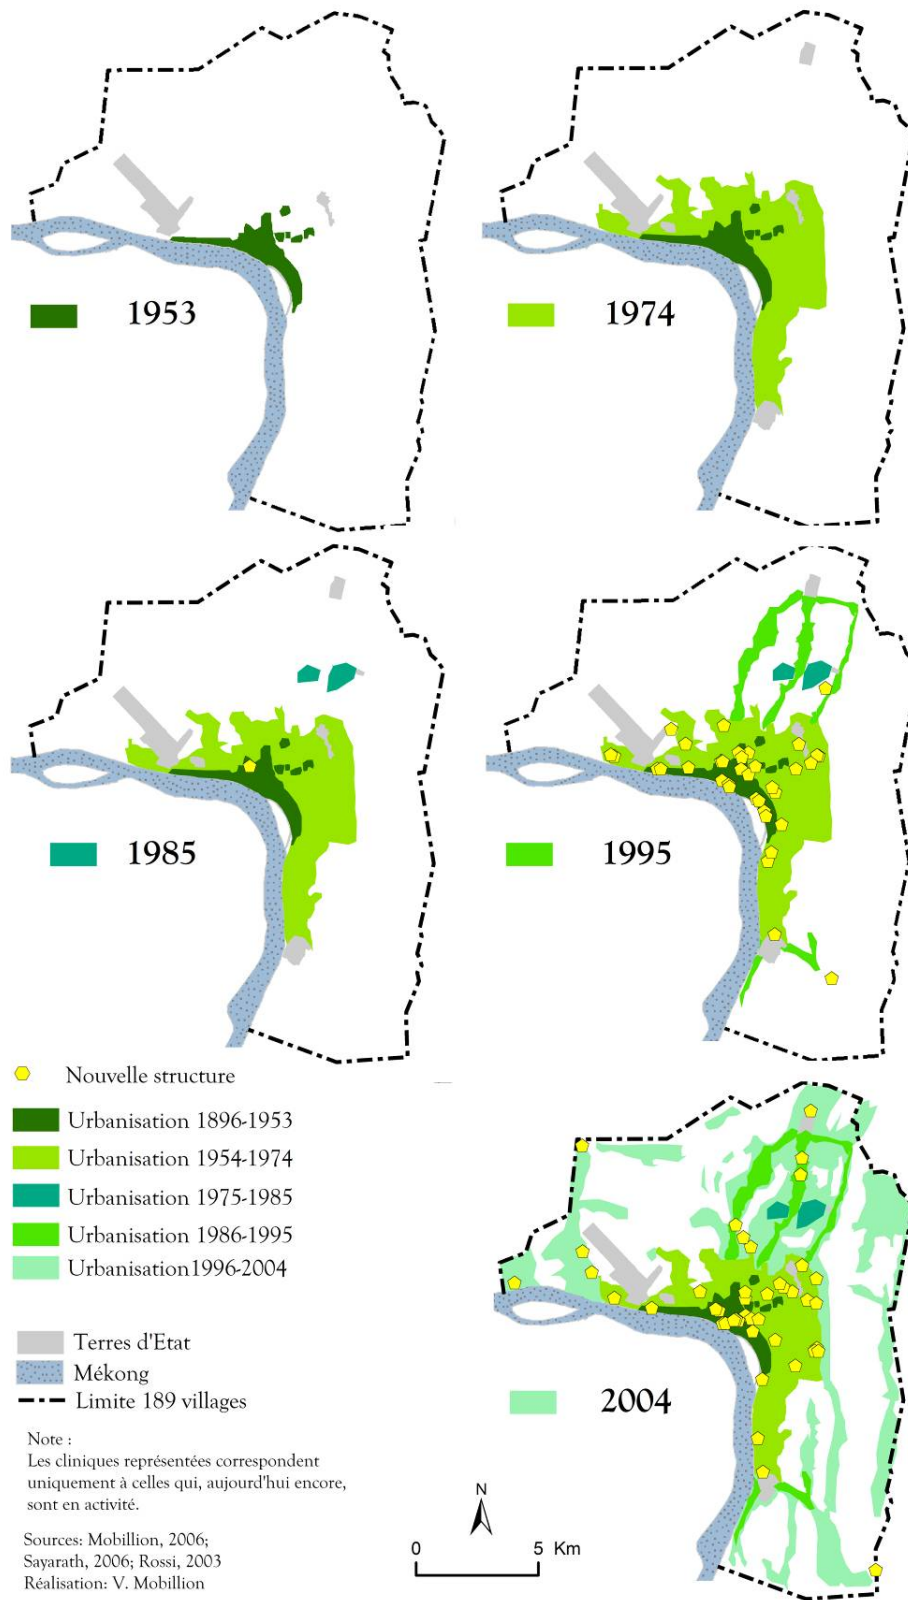 1953
1974
1985
1995
Nouvelle structure
Urbanisation 1896-1953
Urbanisation 1954-1974
Urbanisation 1975-1985
Urbanisation 1986-1995
Urbanisation1996-2004
Terres d'Etat
Mékong
Limite 189 villages
2004
Note :
Les cliniques représentées correspondent
uniquement à celles qui, aujourd'hui encore,
sont en activité.
Sources: Mobillion, 2006;
Sayarath, 2006; Rossi, 2003
Réalisation: V. Mobillion
N
0 5 Km